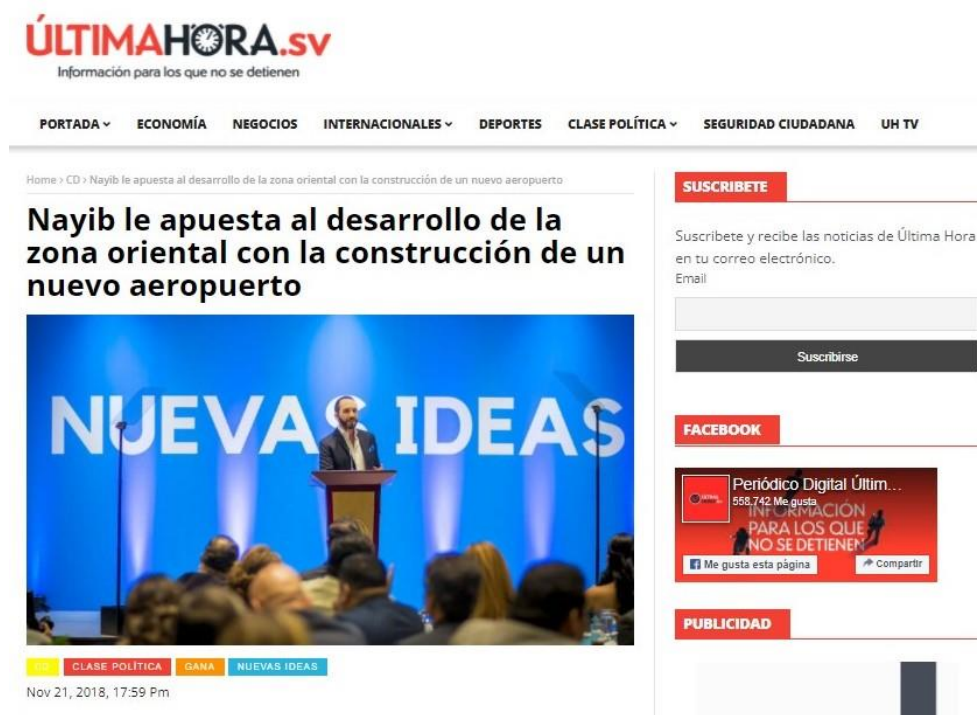 ÚLTIMAHORA.sv
Información para los que no se detienen
PORTADA ECONOMÍA NEGOCIOS INTERNACIONALES DEPORTES CLASE POLÍTICA SEGURIDAD CIUDADANA UH TV
Home > CD > Nayib le apuesta al desarrollo de la zona oriental con la construcción de un nuevo aeropuerto
Nayib le apuesta al desarrollo de la
zona oriental con la construcción de un
nuevo aeropuerto
NUEVAS IDEAS
CD CLASE POLÍTICA GANA NUEVAS IDEAS
Nov 21, 2018, 17:59 Pm
SUSCRIBETE
Suscribete y recibe las noticias de Última Hora
en tu correo electrónico.
Email
Suscribirse
FACEBOOK
Periódico Digital Últim...
558.742 Me gusta
INFORMACIÓN
PARA LOS QUE
NO SE DETIENEN
Me gusta esta página Compartir
PUBLICIDAD